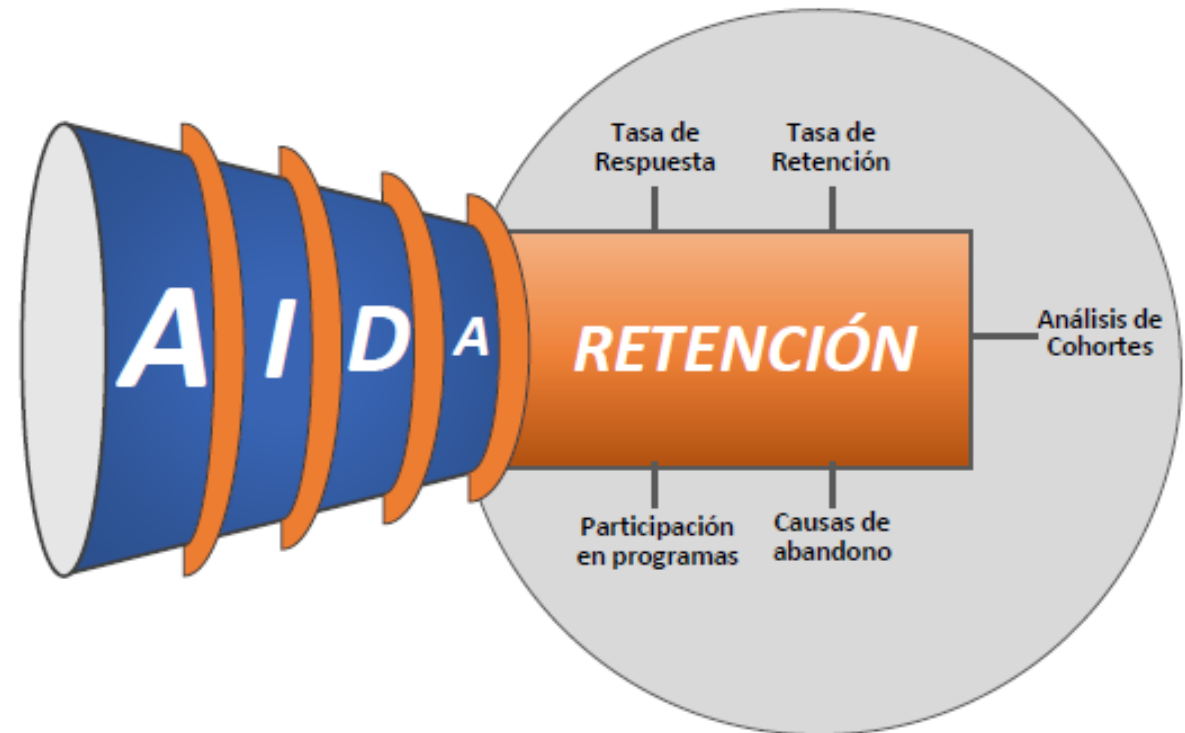 Tasa de
Respuesta
Tasa de
Retención
A I D A
RETENCIÓN
Análisis de
Cohortes
Participación
en programas
Causas de
abandono